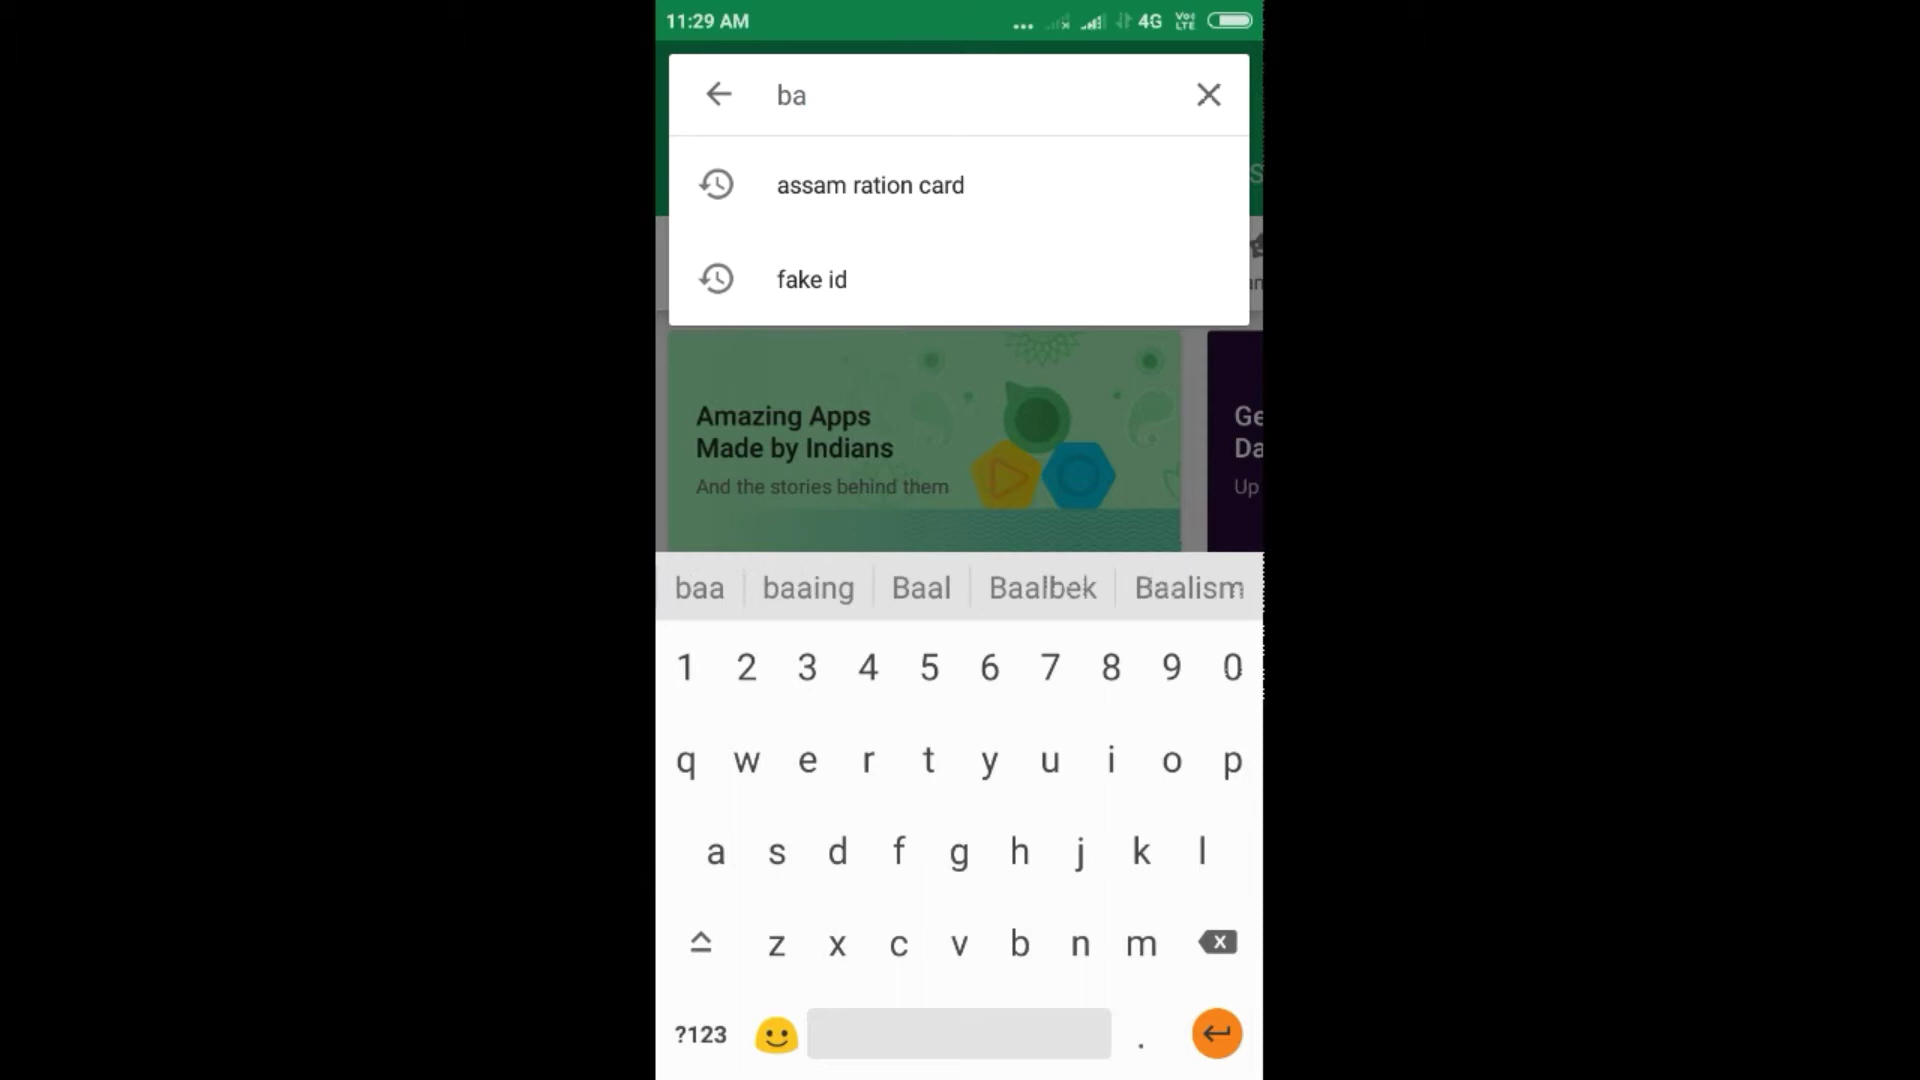 11:29 AM
... 4G VoLTE
ba
assam ration card
fake id
Amazing Apps
Made by Indians
And the stories behind them
Ge
Da
Up
baa baaing Baal Baalbek Baalism
1 2 3 4 5 6 7 8 9 0
q w e r t y u i o p
a s d f g h j k l
z x c v b n m
?123 .